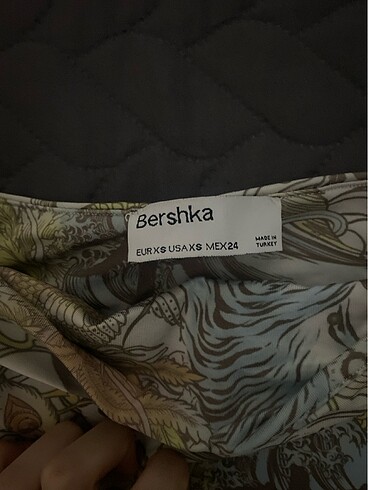 Bershka
EUR XS USA XS MEX 24
MADE IN
TURKEY